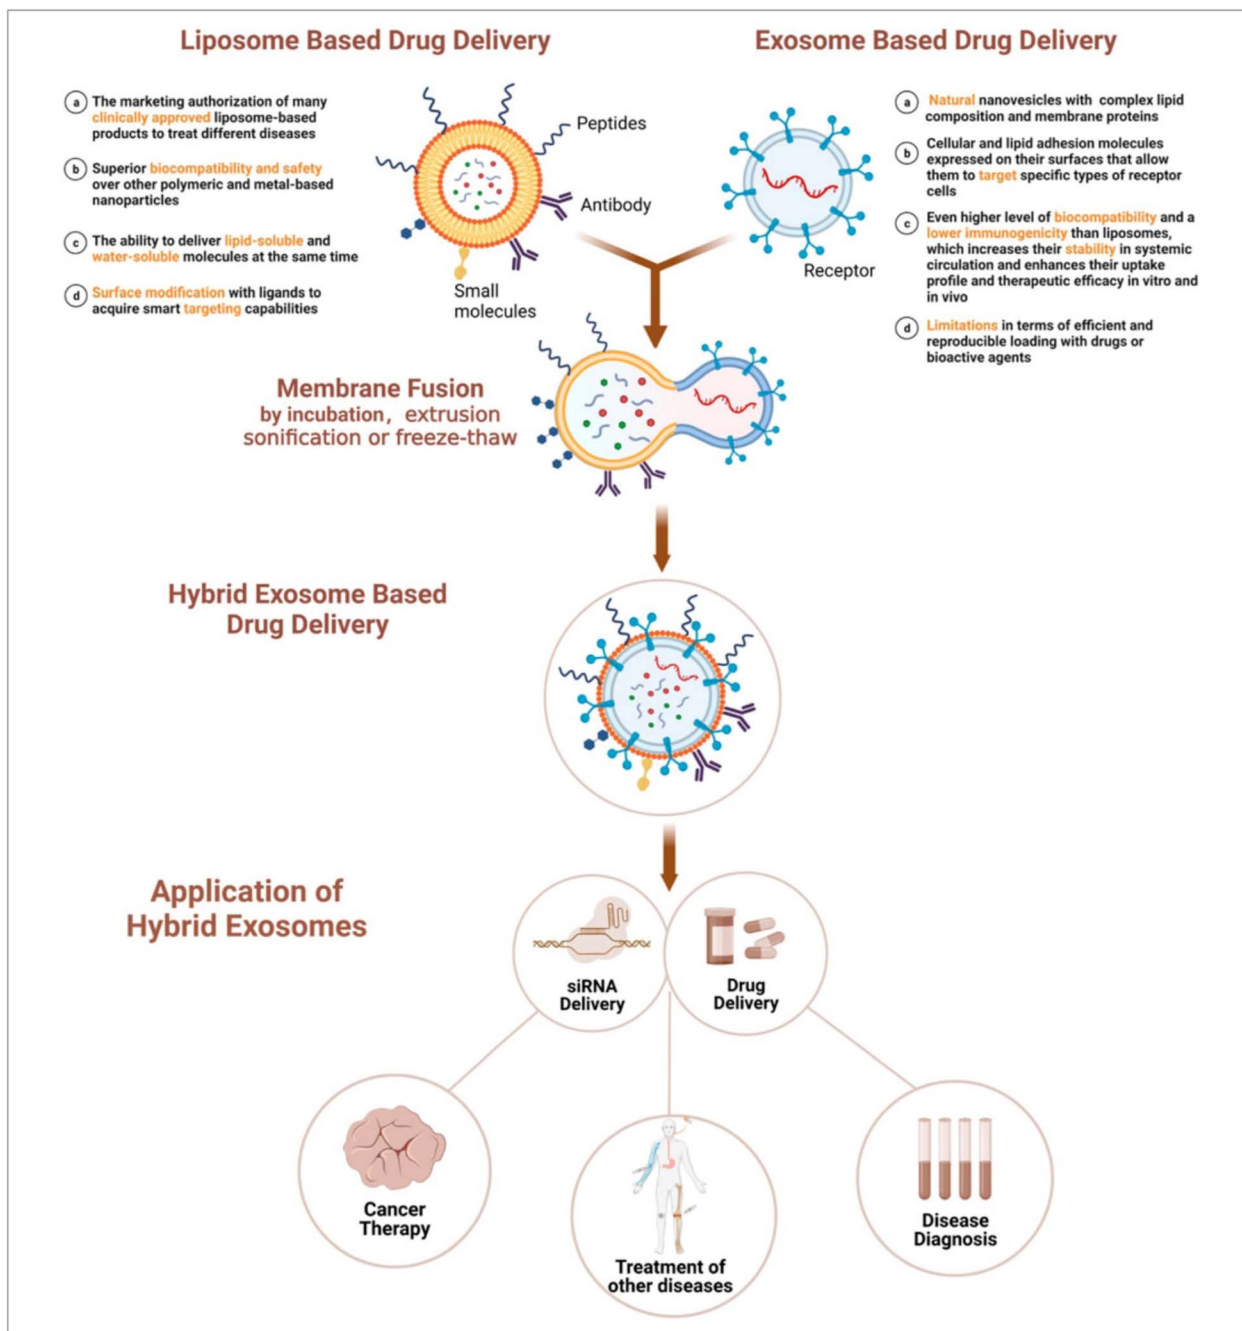 Liposome Based Drug Delivery
a The marketing authorization of many
clinically approved liposome-based
products to treat different diseases
b Superior biocompatibility and safety
over other polymeric and metal-based
nanoparticles
c The ability to deliver lipid-soluble and
water-soluble molecules at the same time
d Surface modification with ligands to
acquire smart targeting capabilities
Peptides
Antibody
Small
molecules
Exosome Based Drug Delivery
a Natural nanovesicles with complex lipid
composition and membrane proteins
b Cellular and lipid adhesion molecules
expressed on their surfaces that allow
them to target specific types of receptor
cells
c Even higher level of biocompatibility and a
lower immunogenicity than liposomes,
which increases their stability in systemic
circulation and enhances their uptake
profile and therapeutic efficacy in vitro and
in vivo
d Limitations in terms of efficient and
reproducible loading with drugs or
bioactive agents
Receptor
Membrane Fusion
by incubation, extrusion
sonification or freeze-thaw
Hybrid Exosome Based
Drug Delivery
Application of
Hybrid Exosomes
siRNA
Delivery
Drug
Delivery
Cancer
Therapy
Treatment of
other diseases
Disease
Diagnosis